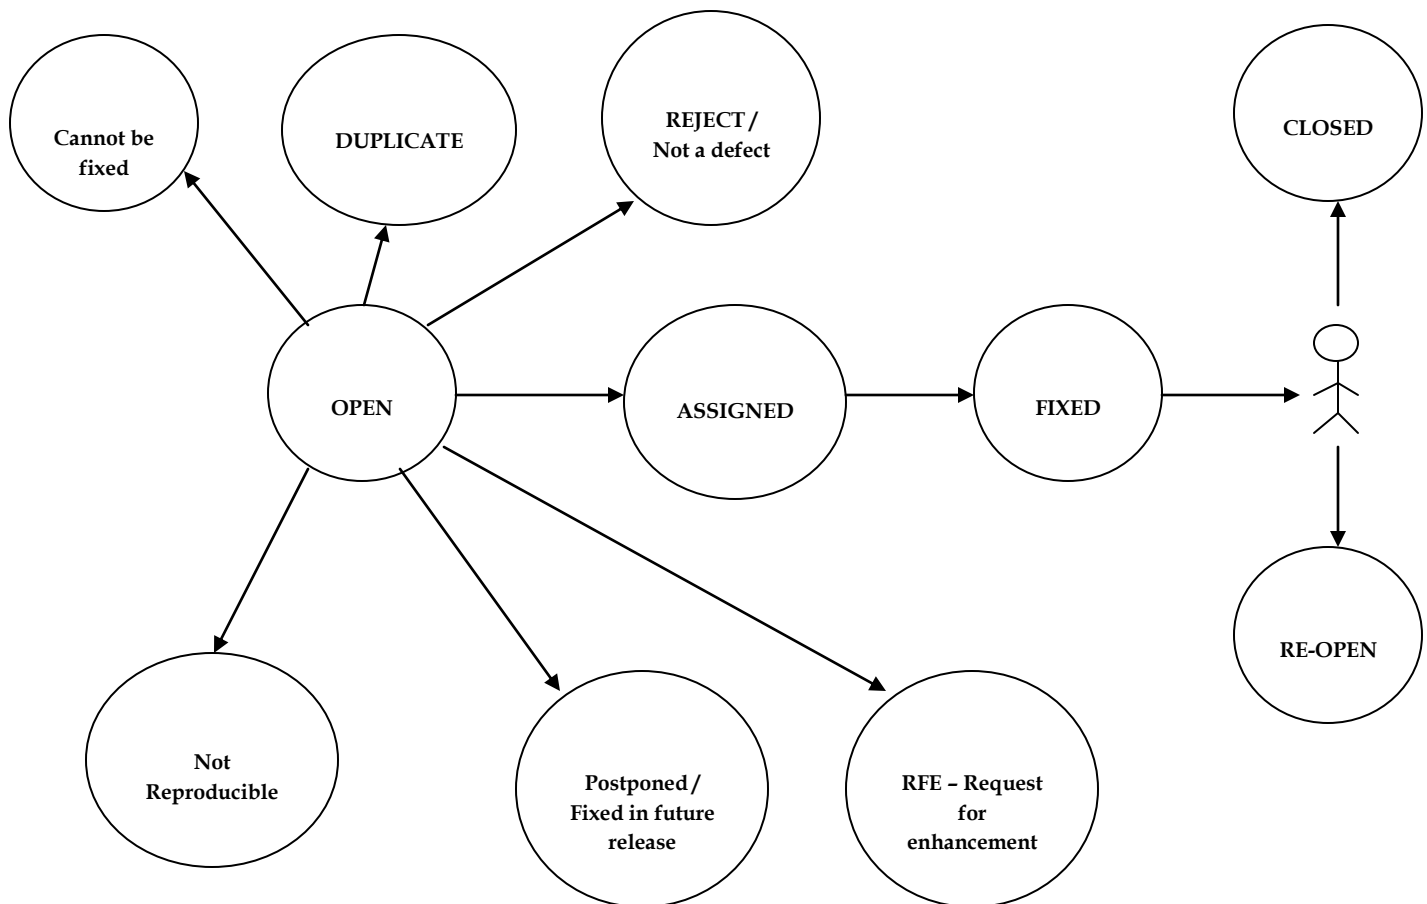 Cannot be
fixed
DUPLICATE
REJECT/
Not a defect
CLOSED
OPEN
ASSIGNED
FIXED
RE-OPEN
Not
Reproducible
Postponed/
Fixed in future
release
RFE – Request
for
enhancement